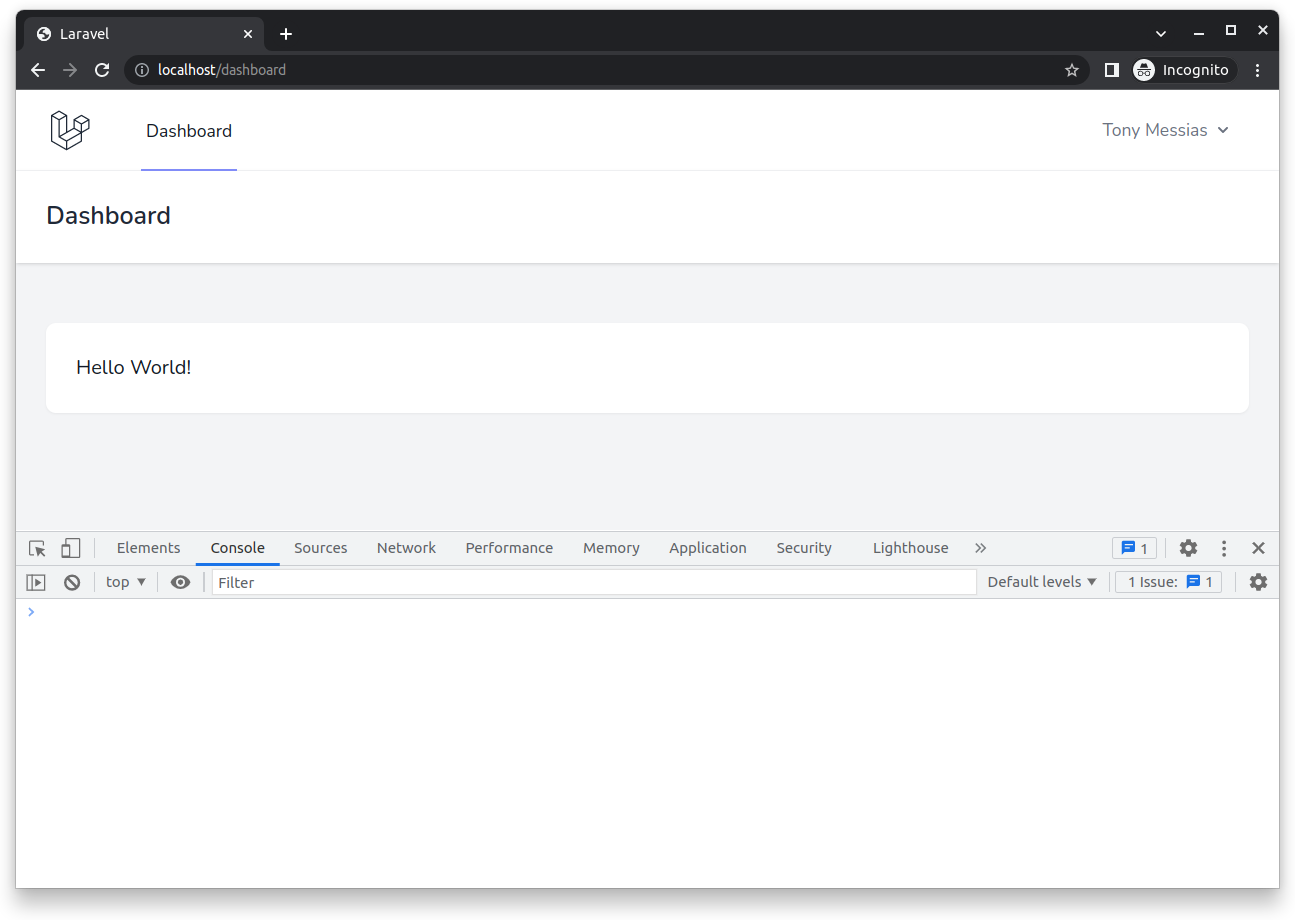 Laravel
localhost/dashboard
Incognito
Dashboard
Tony Messias
Dashboard
Hello World!
Elements Console Sources Network Performance Memory Application Security Lighthouse 1
top Filter Default levels 1 Issue: 1